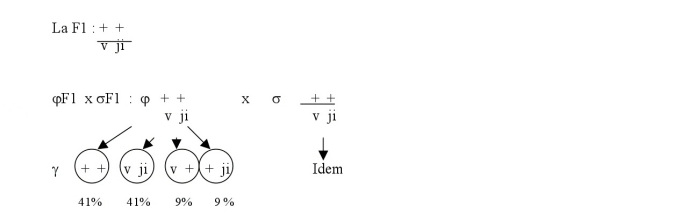 La F1 : + +
v ji
φF1 x σF1 : φ + + x σ + +
v ji v ji
γ + + v ji v + + ji Idem
41% 41% 9% 9 %